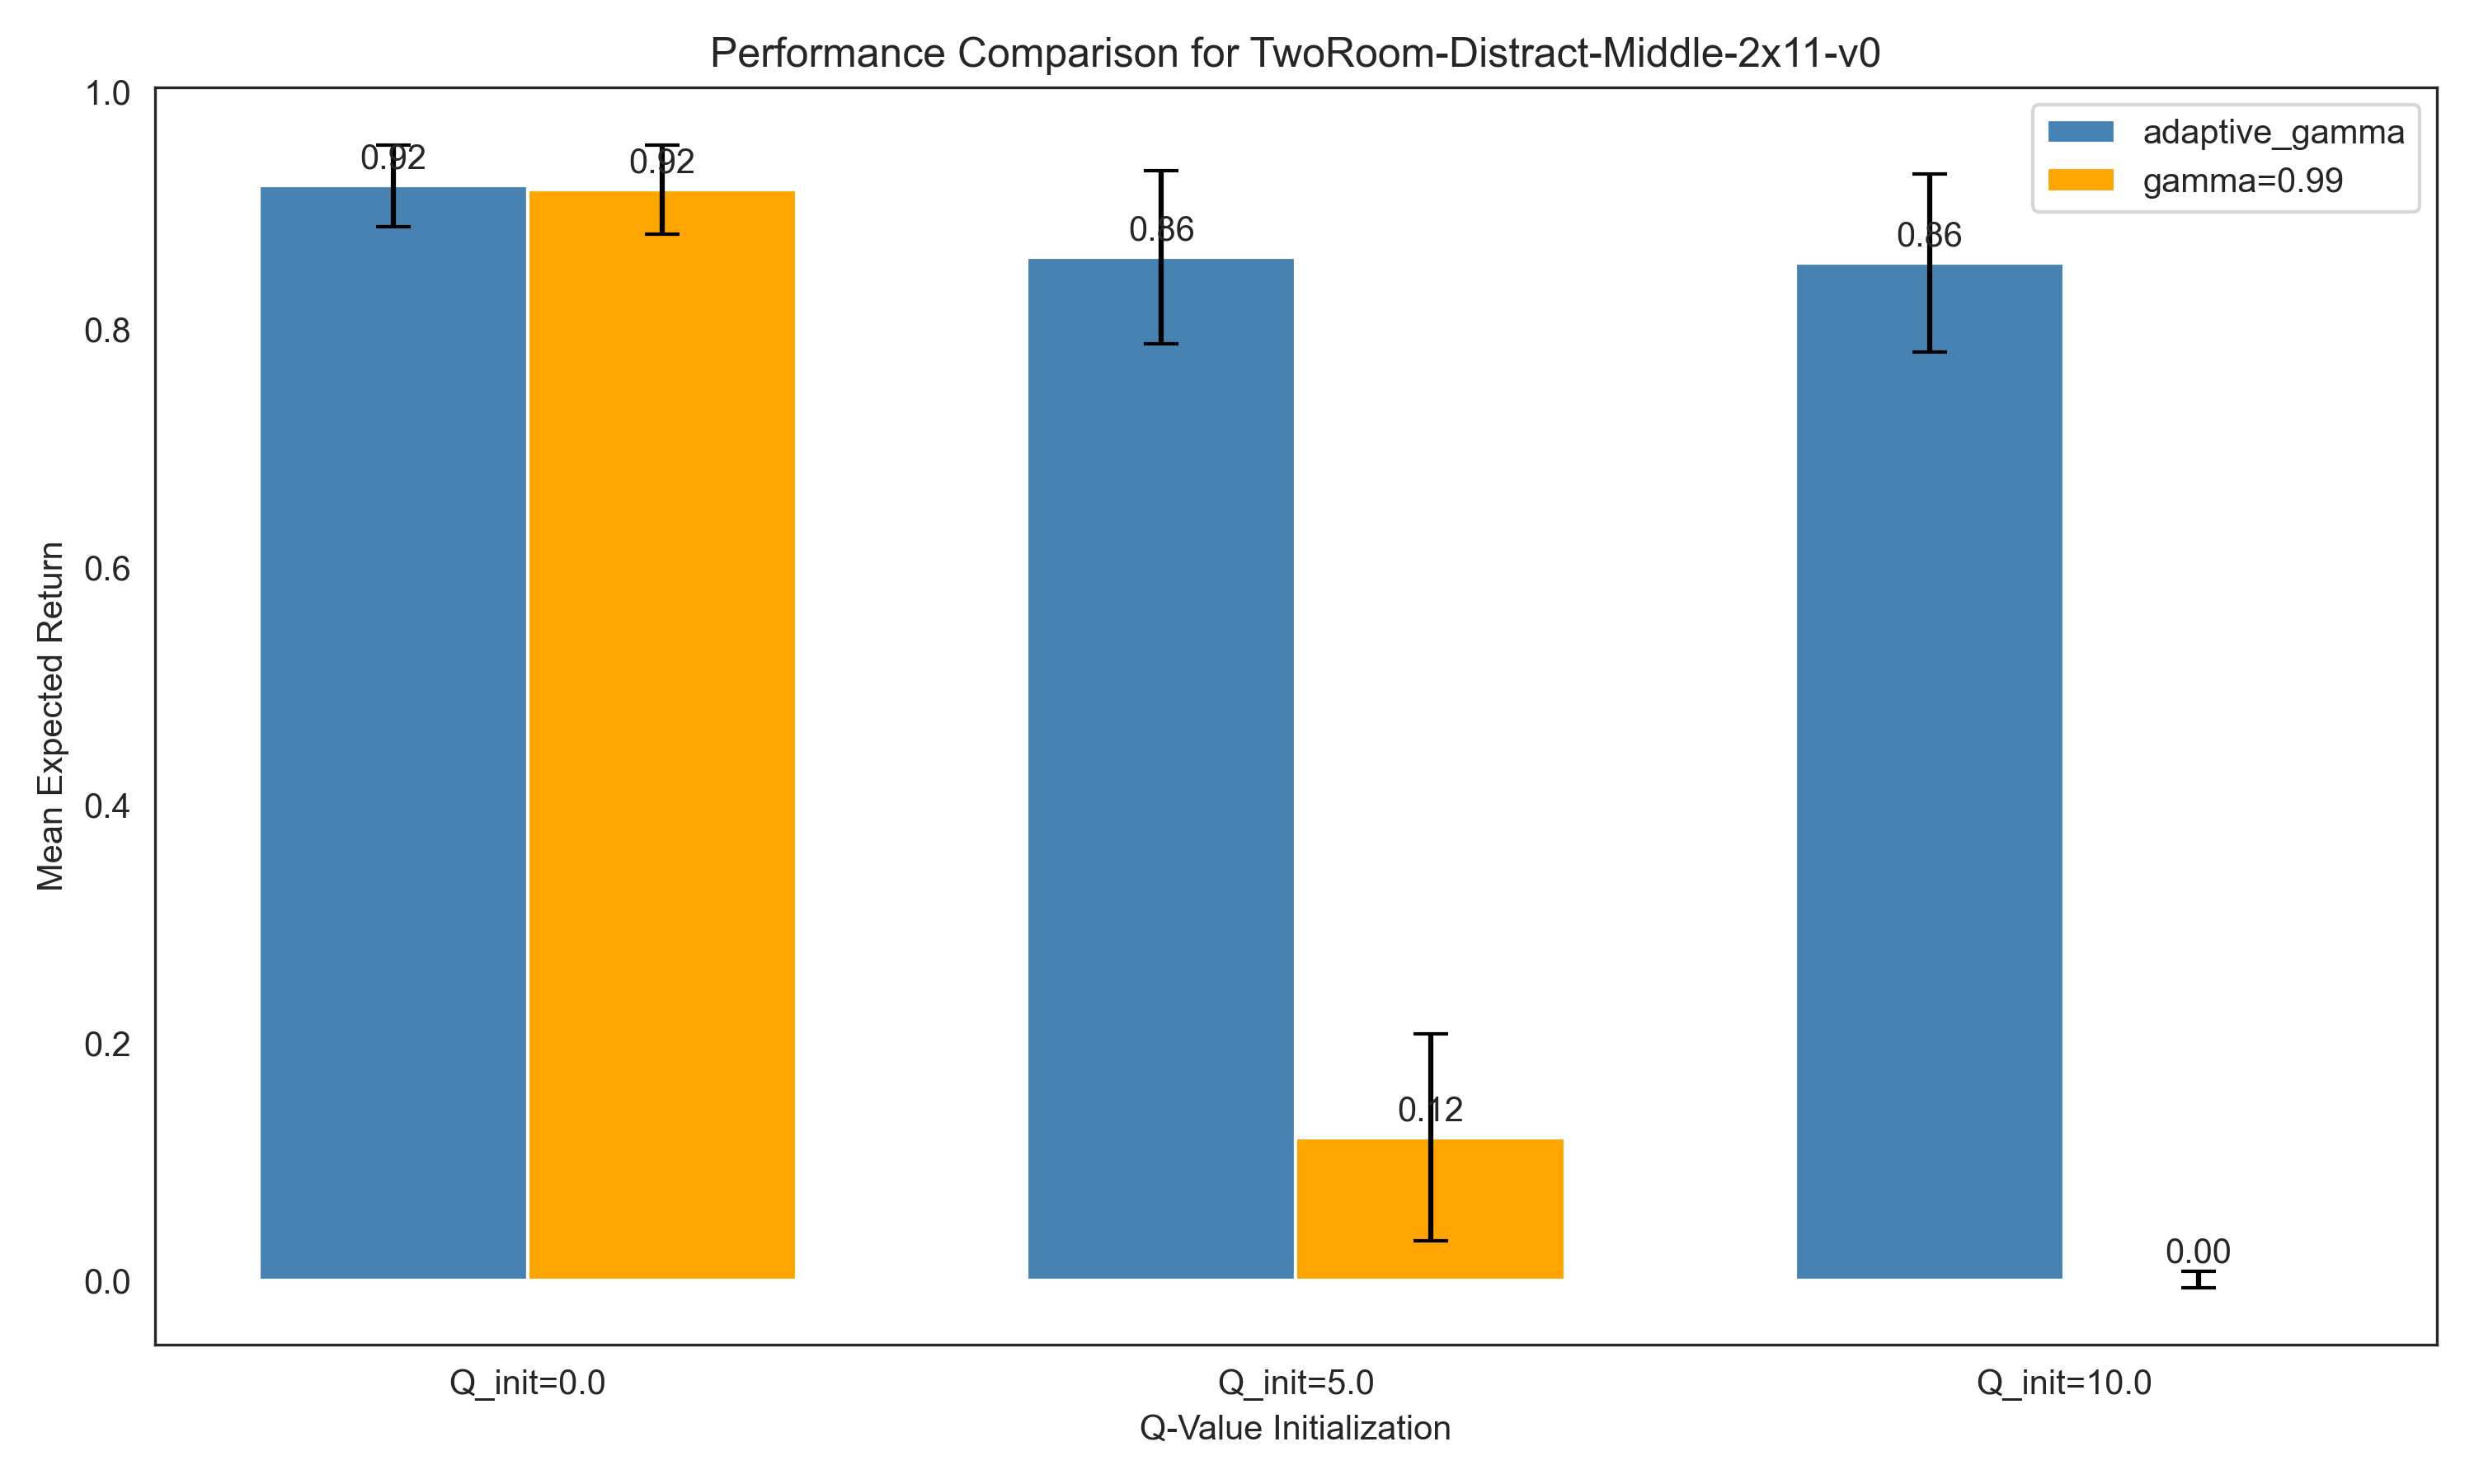 Performance Comparison for TwoRoom-Distract-Middle-2x11-v0
1.0
0.8
0.6
0.4
0.2
0.0
Mean Expected Return
adaptive_gamma
gamma=0.99
0.92
0.92
0.86
0.12
0.86
0.00
Q_init=0.0
Q_init=5.0
Q_init=10.0
Q-Value Initialization